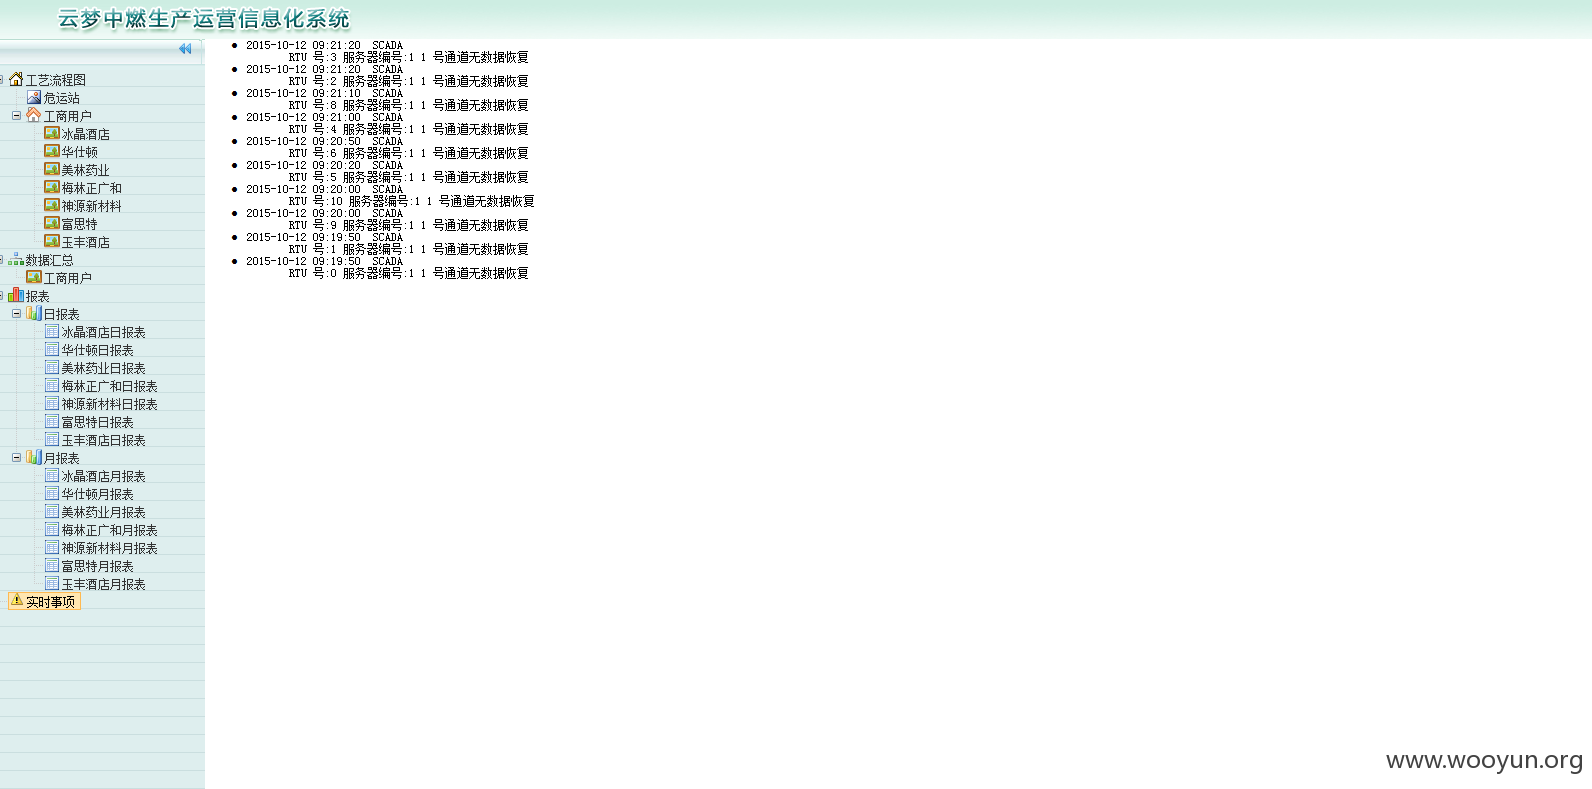 云梦中燃生产运营信息化系统
工艺流程图
危运站
工商用户
冰晶酒店
华仕顿
美林药业
梅林正广和
神源新材料
富思特
玉丰酒店
数据汇总
工商用户
报表
日报表
冰晶酒店日报表
华仕顿日报表
美林药业日报表
梅林正广和日报表
神源新材料日报表
富思特日报表
玉丰酒店日报表
月报表
冰晶酒店月报表
华仕顿月报表
美林药业月报表
梅林正广和月报表
神源新材料月报表
富思特月报表
玉丰酒店月报表
实时事项
2015-10-12 09:21:20 SCADA
RTU 号:3 服务器编号:1 1 号通道无数据恢复
2015-10-12 09:21:20 SCADA
RTU 号:2 服务器编号:1 1 号通道无数据恢复
2015-10-12 09:21:10 SCADA
RTU 号:8 服务器编号:1 1 号通道无数据恢复
2015-10-12 09:21:00 SCADA
RTU 号:4 服务器编号:1 1 号通道无数据恢复
2015-10-12 09:20:50 SCADA
RTU 号:6 服务器编号:1 1 号通道无数据恢复
2015-10-12 09:20:20 SCADA
RTU 号:5 服务器编号:1 1 号通道无数据恢复
2015-10-12 09:20:00 SCADA
RTU 号:10 服务器编号:1 1 号通道无数据恢复
2015-10-12 09:20:00 SCADA
RTU 号:9 服务器编号:1 1 号通道无数据恢复
2015-10-12 09:19:50 SCADA
RTU 号:1 服务器编号:1 1 号通道无数据恢复
2015-10-12 09:19:50 SCADA
RTU 号:0 服务器编号:1 1 号通道无数据恢复
www.wooyun.org